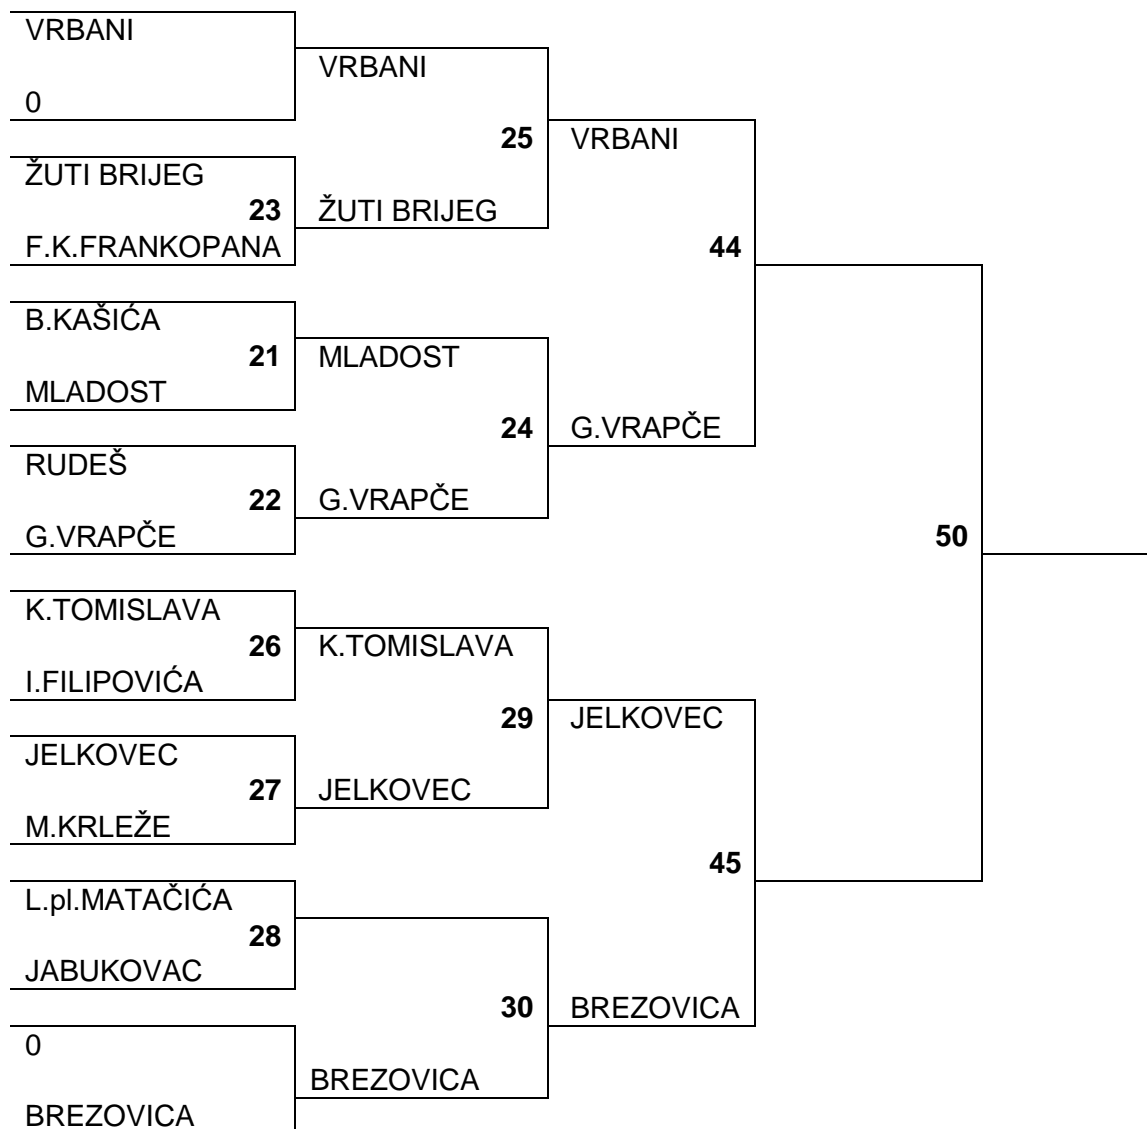 VRBANI
VRBANI
0
25 VRBANI
ŽUTI BRIJEG
23 ŽUTI BRIJEG
F.K.FRANKOPANA 44
B.KAŠIĆA
21 MLADOST
MLADOST
24 G.VRAPČE
RUDEŠ
22 G.VRAPČE
G.VRAPČE 50
K.TOMISLAVA
26 K.TOMISLAVA
I.FILIPOVIĆA
29 JELKOVEC
JELKOVEC
27 JELKOVEC
M.KRLEŽE
45
L.pl.MATAČIĆA
28
JABUKOVAC
30 BREZOVICA
0
BREZOVICA
BREZOVICA